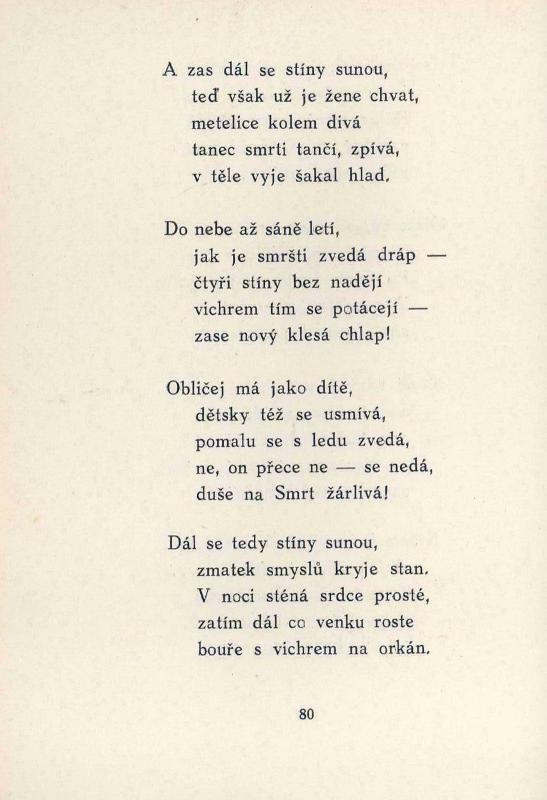 A zas dál se stíny sunou,
teď však už je žene chvat,
metelice kolem divá
tanec smrti tančí, zpívá,
v těle vyje šakal hlad.
Do nebe až sáně letí,
jak je smršti zvedá dráp —
čtyři stíny bez nadějí
vichrem tím se potácejí —
zase nový klesá chlap!
Obličej má jako dítě,
dětsky též se usmívá,
pomalu se s ledu zvedá,
ne, on přece ne — se nedá,
duše na Smrt žárlivá!
Dál se tedy stíny sunou,
zmatek smyslů kryje stan.
V noci sténá srdce prosté,
zatím dál co venku roste
bouře s vichrem na orkán.
80